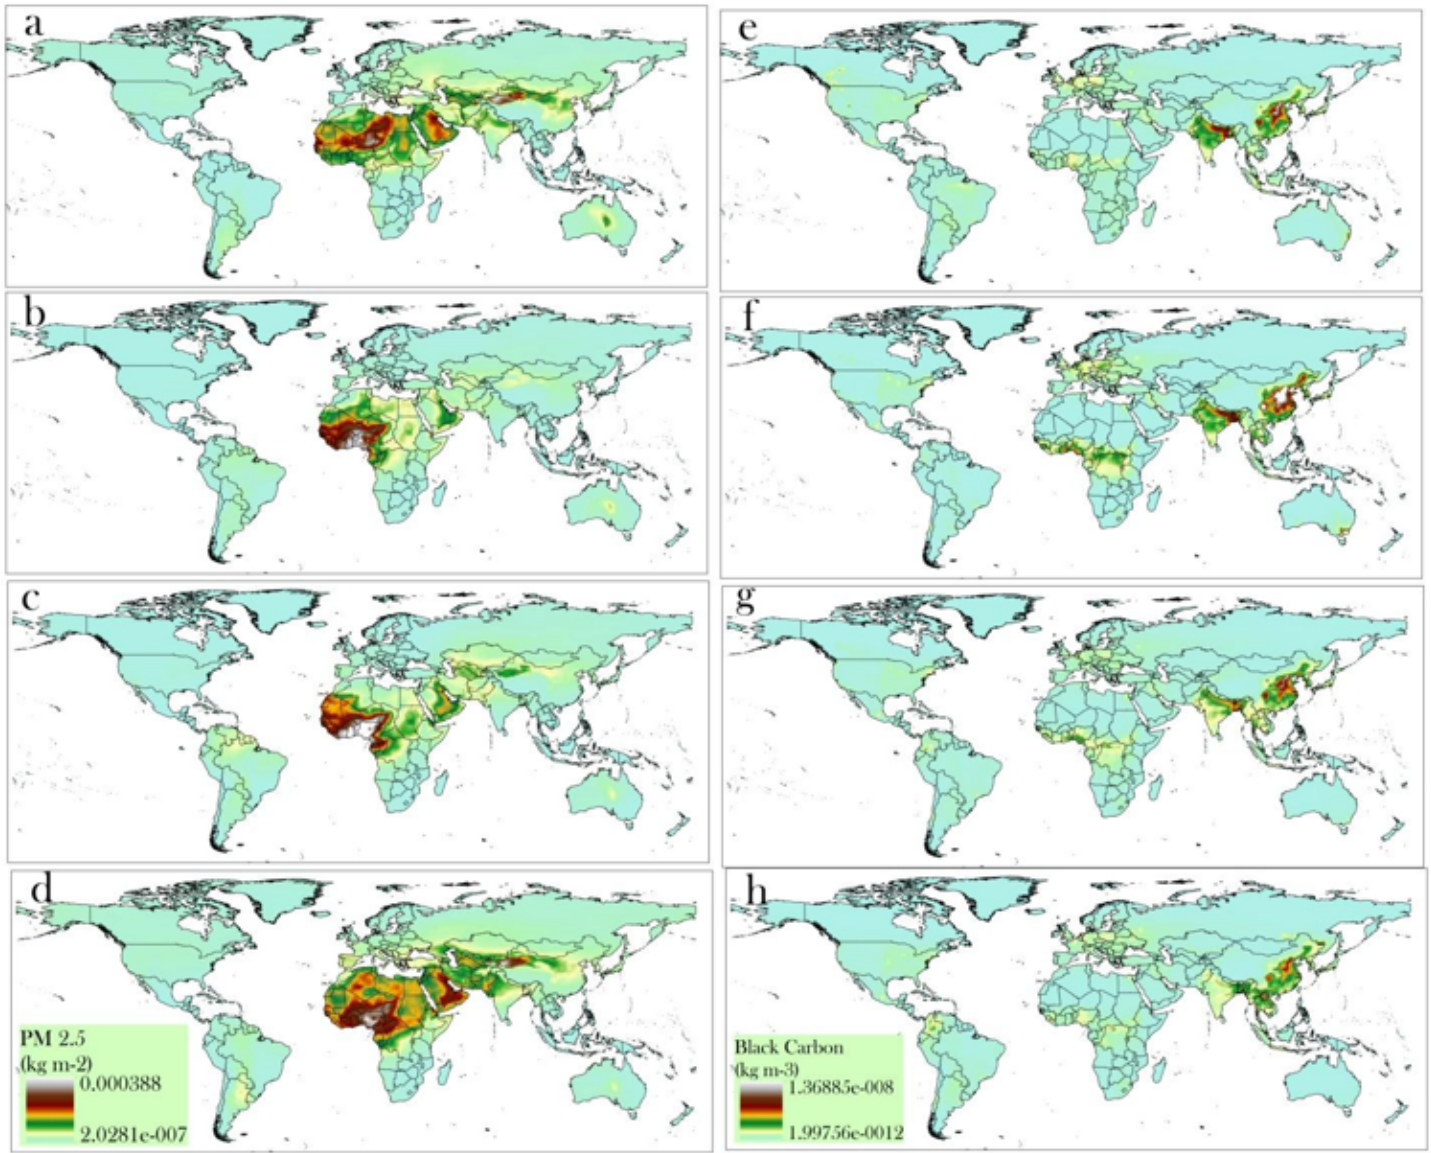 a
e
b
f
c
g
d
h
PM 2.5
(kg m-2)
0.000388
2.0281e-007
Black Carbon
(kg m-3)
1.36885e-008
1.99756e-0012